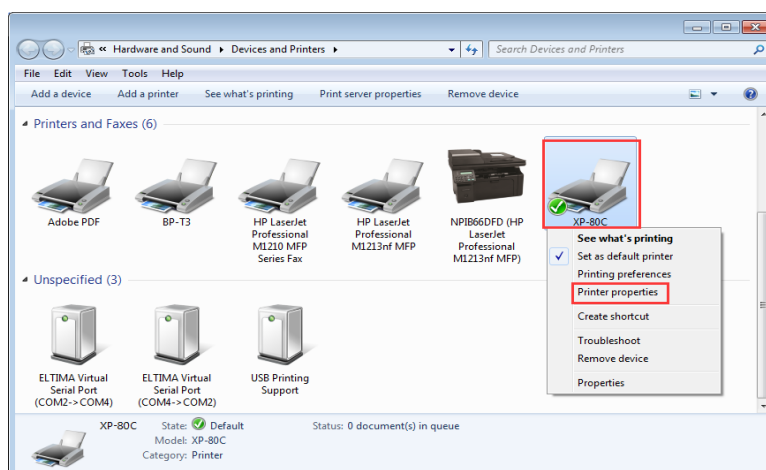 « Hardware and Sound ▸ Devices and Printers ▸
Search Devices and Printers
File Edit View Tools Help
Add a device Add a printer See what's printing Print server properties Remove device
Printers and Faxes (6)
Adobe PDF
BP-T3
HP LaserJet
Professional
M1210 MFP
Series Fax
HP LaserJet
Professional
M1213nf MFP
NPIB66DFD (HP
LaserJet
Professional
M1213nf MFP)
XP-80C
See what's printing
Set as default printer
Printing preferences
Printer properties
Create shortcut
Troubleshoot
Remove device
Properties
Unspecified (3)
ELTIMA Virtual
Serial Port
(COM2->COM4)
ELTIMA Virtual
Serial Port
(COM4->COM2)
USB Printing
Support
XP-80C State: Default Status: 0 document(s) in queue
Model: XP-80C
Category: Printer